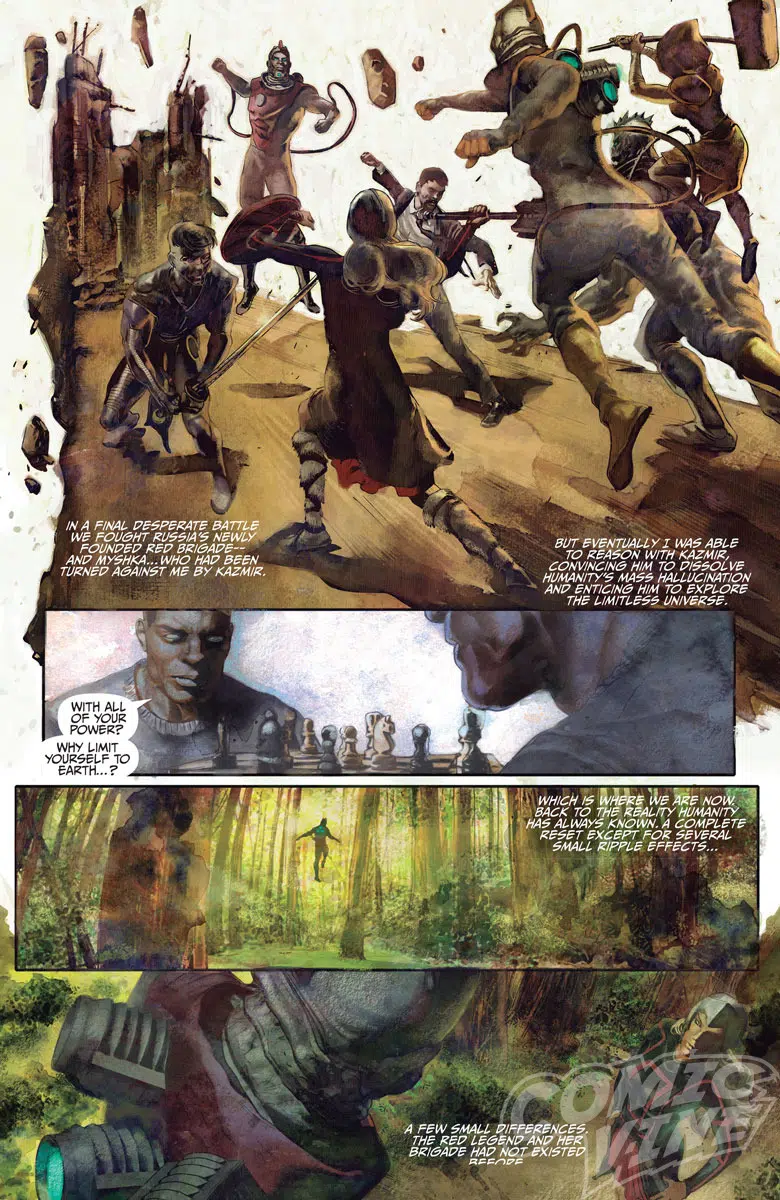 IN A FINAL DESPERATE BATTLE
WE FOUGHT RUSSIA'S NEWLY
FOUNDED RED BRIGADE--
AND MYSHKA...WHO HAD BEEN
TURNED AGAINST ME BY KAZMIR.
BUT EVENTUALLY I WAS ABLE
TO REASON WITH KAZMIR,
CONVINCING HIM TO DISSOLVE
HUMANITY'S MASS HALLUCINATION
AND ENTICING HIM TO EXPLORE
THE LIMITLESS UNIVERSE.
WITH ALL
OF YOUR
POWER?
WHY LIMIT
YOURSELF TO
EARTH...?
WHICH IS WHERE WE ARE NOW,
BACK TO THE REALITY HUMANITY
HAS ALWAYS KNOWN. A COMPLETE
RESET EXCEPT FOR SEVERAL
SMALL RIPPLE EFFECTS...
A FEW SMALL DIFFERENCES.
THE RED LEGEND AND HER
BRIGADE HAD NOT EXISTED
BEFORE
COMIC
VINE